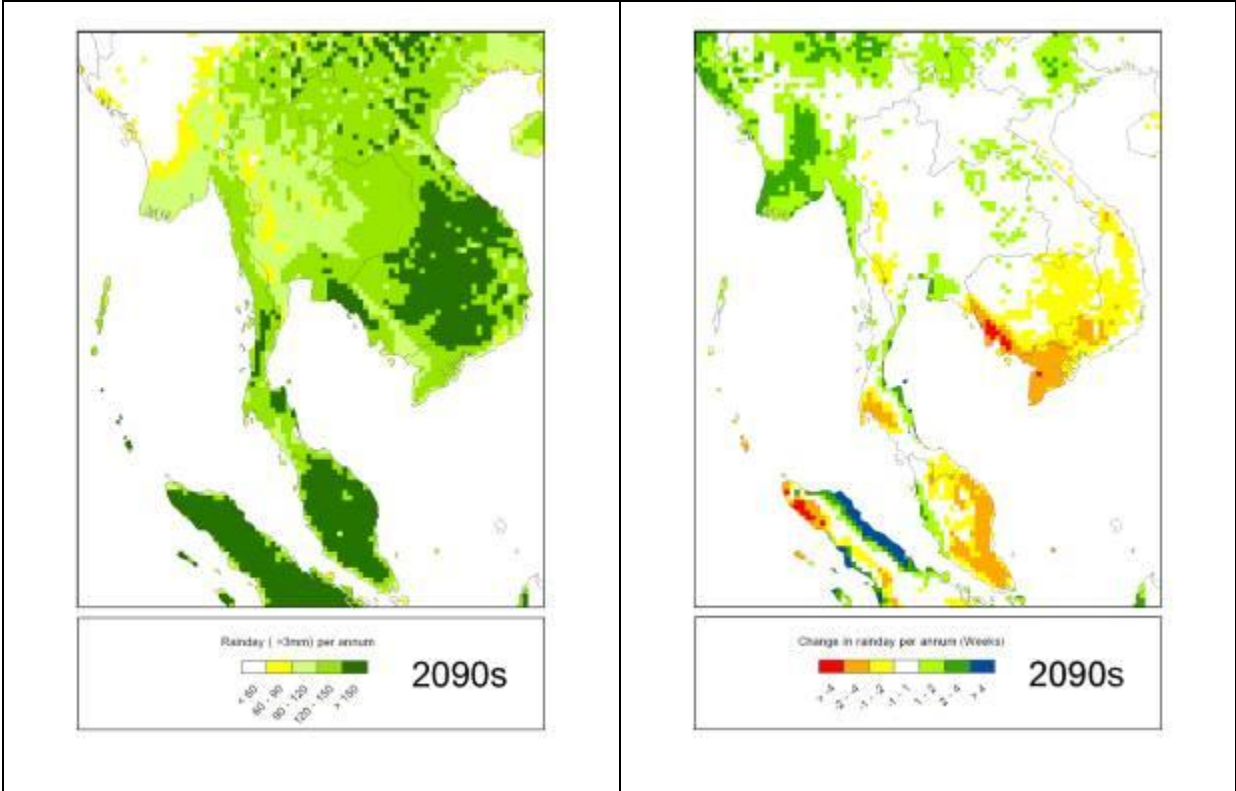 Rainday ( >3mm) per annum
2090s
< 60
60 - 90
90 - 120
120 - 150
> 150
Change in rainday per annum (Weeks)
2090s
> -4
-2 - -4
-1 - -2
-1 - 1
1 - 2
2 - 4
> 4